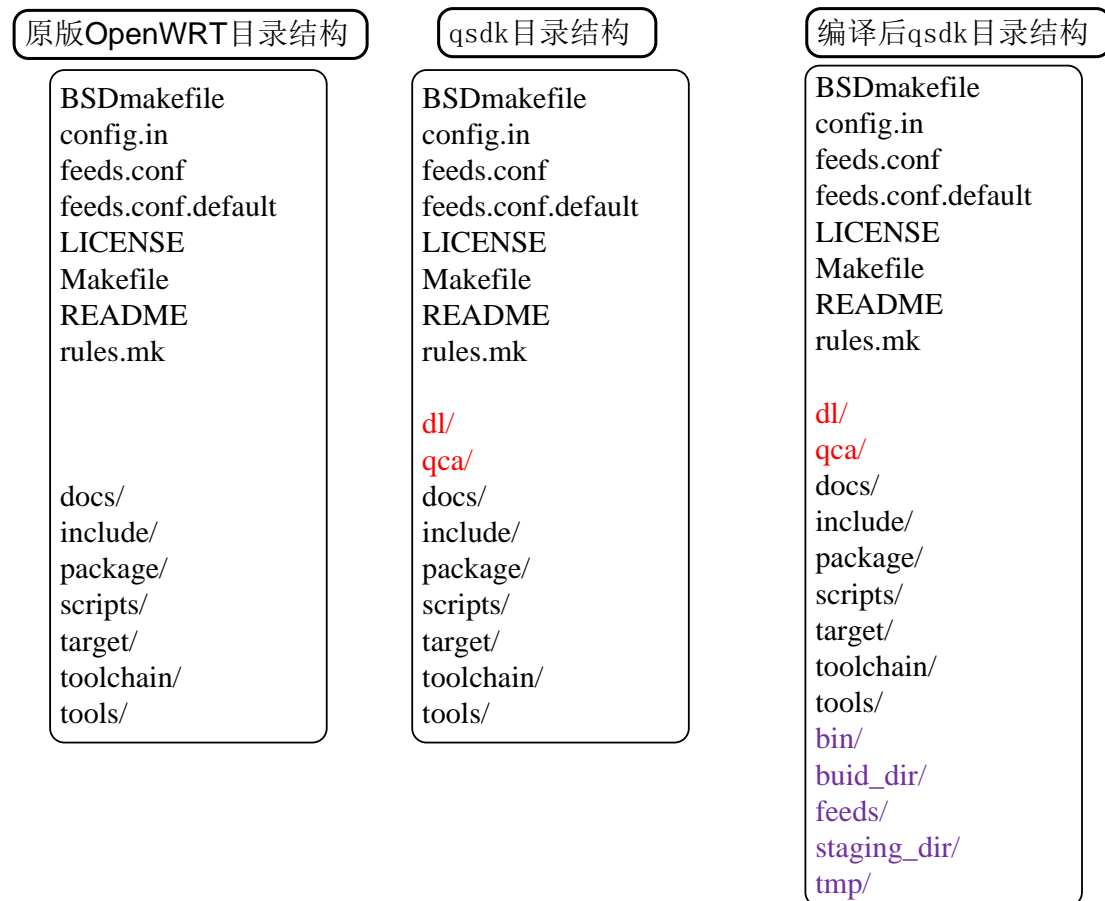 原版OpenWRT目录结构
BSDmakefile
config.in
feeds.conf
feeds.conf.default
LICENSE
Makefile
README
rules.mk
docs/
include/
package/
scripts/
target/
toolchain/
tools/
qsdk目录结构
BSDmakefile
config.in
feeds.conf
feeds.conf.default
LICENSE
Makefile
README
rules.mk
dl/
qca/
docs/
include/
package/
scripts/
target/
toolchain/
tools/
编译后qsdk目录结构
BSDmakefile
config.in
feeds.conf
feeds.conf.default
LICENSE
Makefile
README
rules.mk
dl/
qca/
docs/
include/
package/
scripts/
target/
toolchain/
tools/
bin/
buid_dir/
feeds/
staging_dir/
tmp/